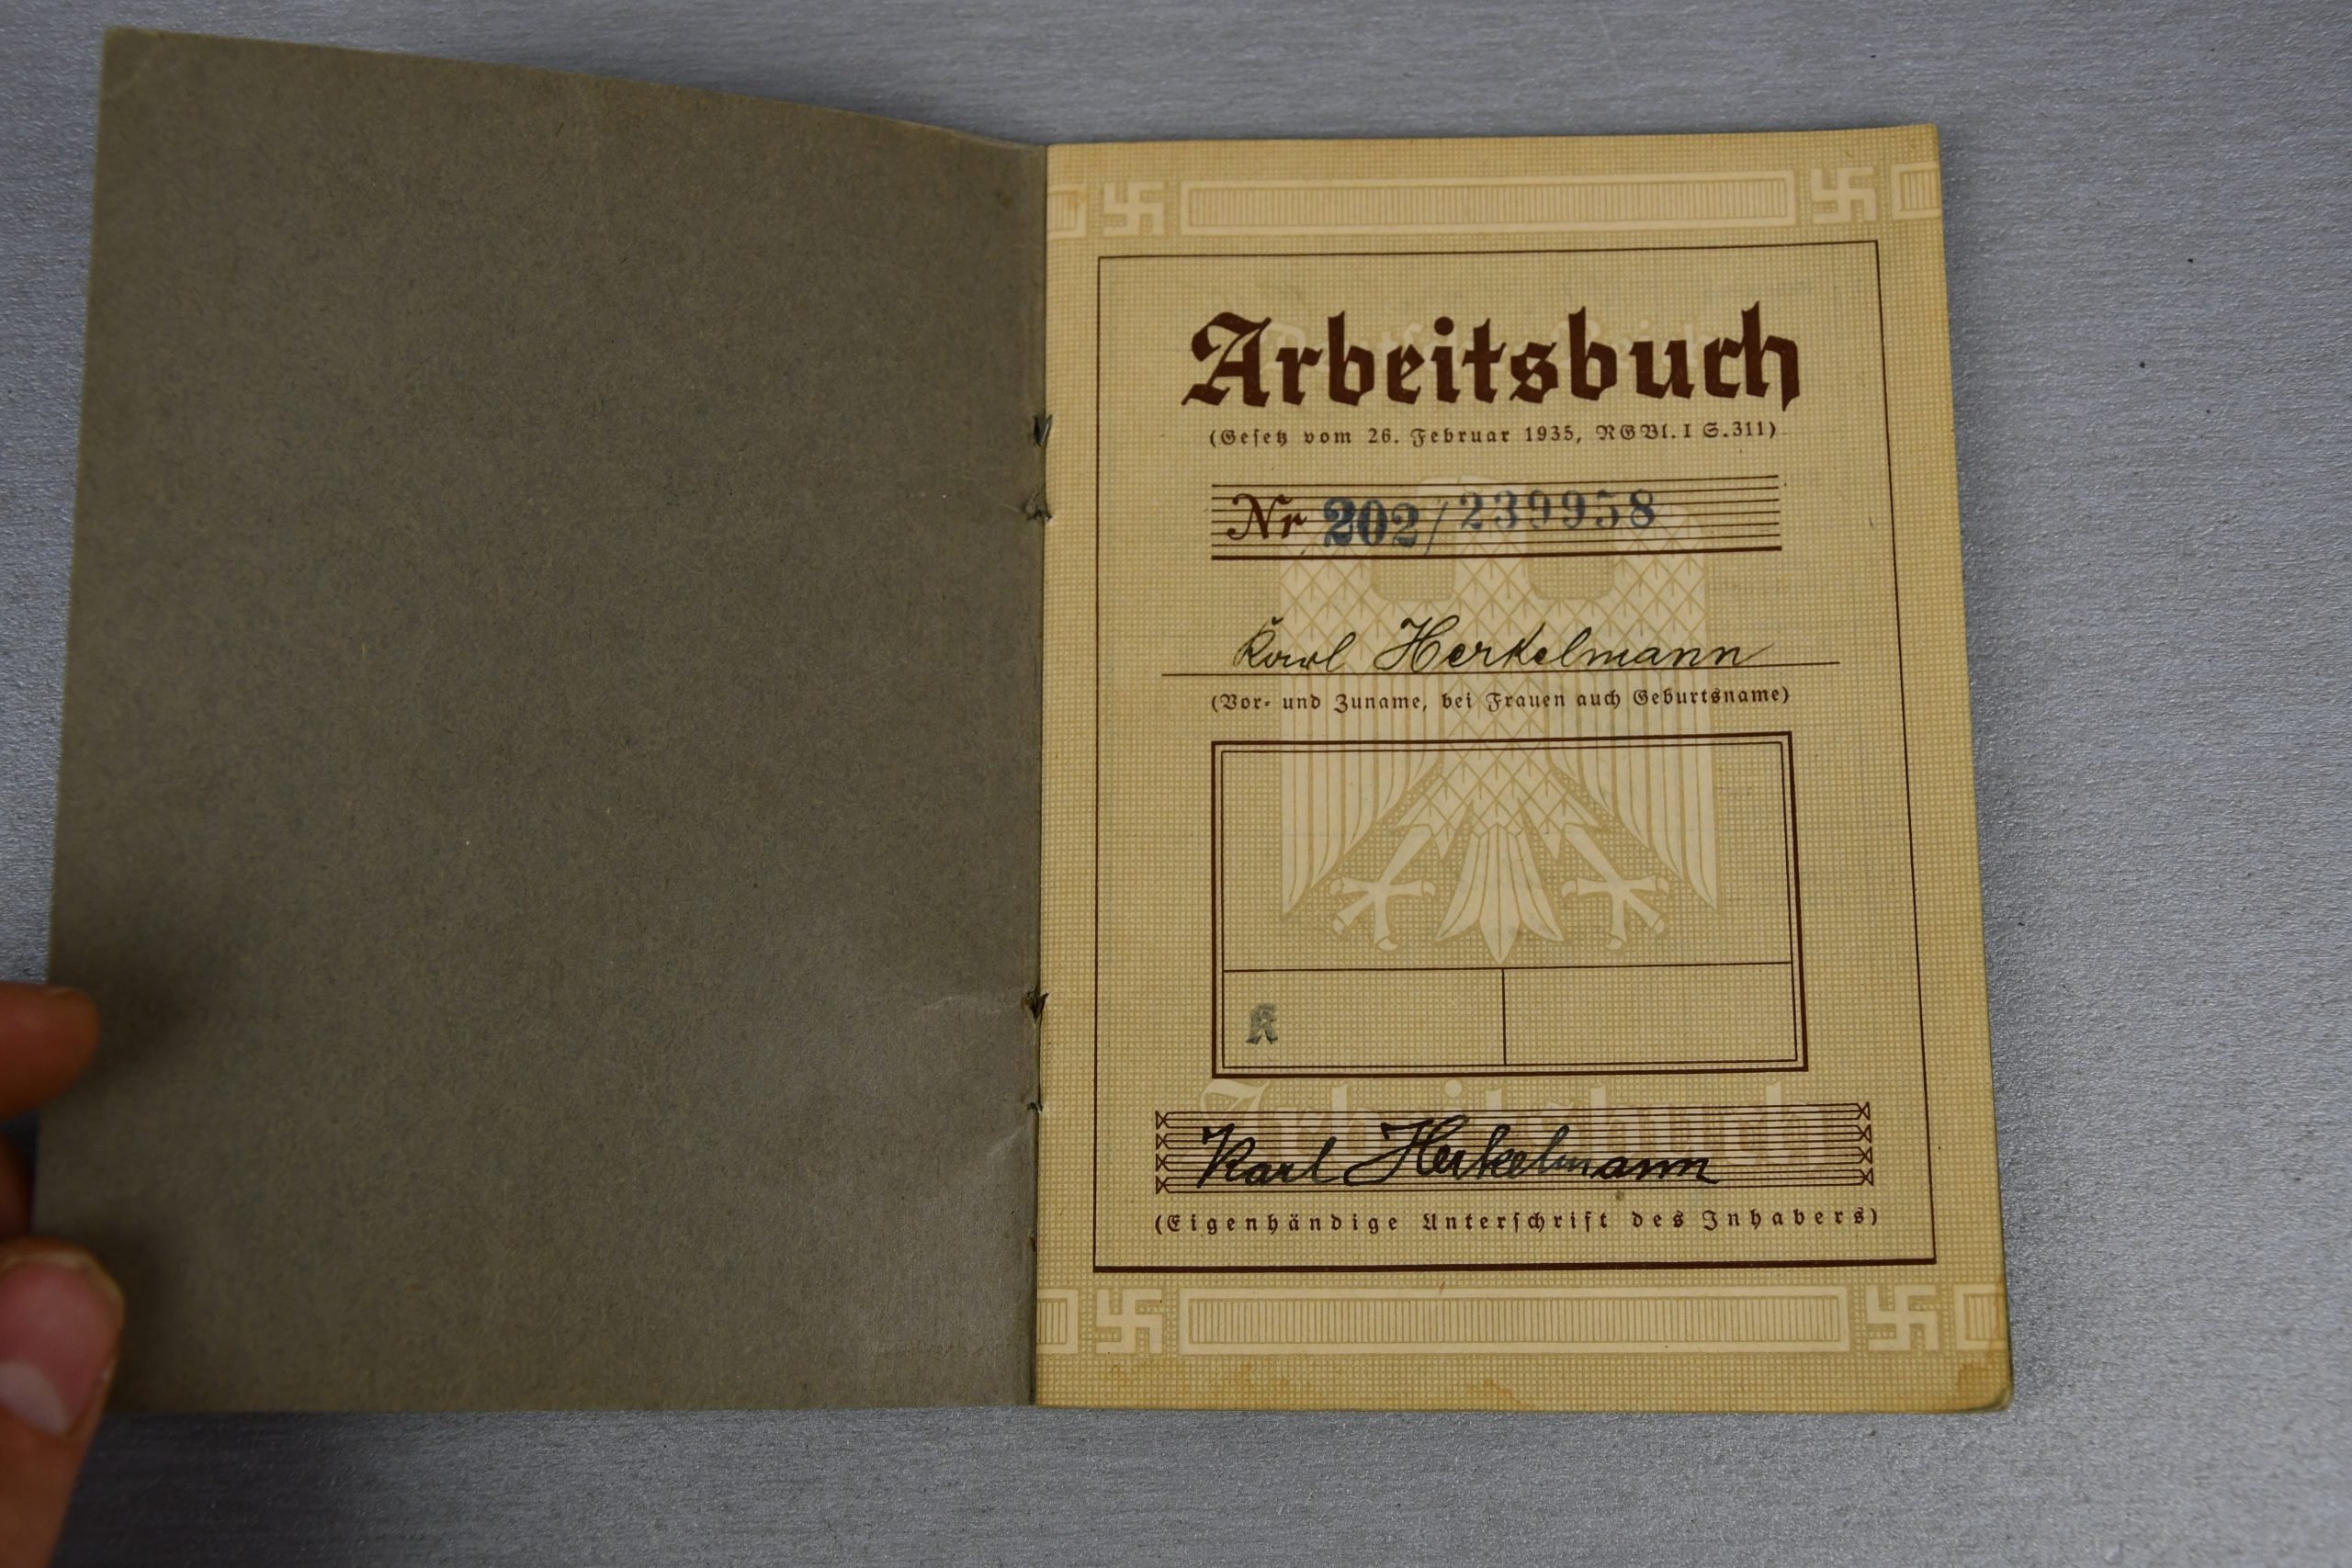 Arbeitsbuch
(Gesetz vom 26. Februar 1935, RGBl. I S. 311)
Nr 202/239958
Karl Herkelmann
(Vor- und Zuname, bei Frauen auch Geburtsname)
K
Arbeitsbuch
Karl Herkelmann
(Eigenhändige Unterschrift des Inhabers)